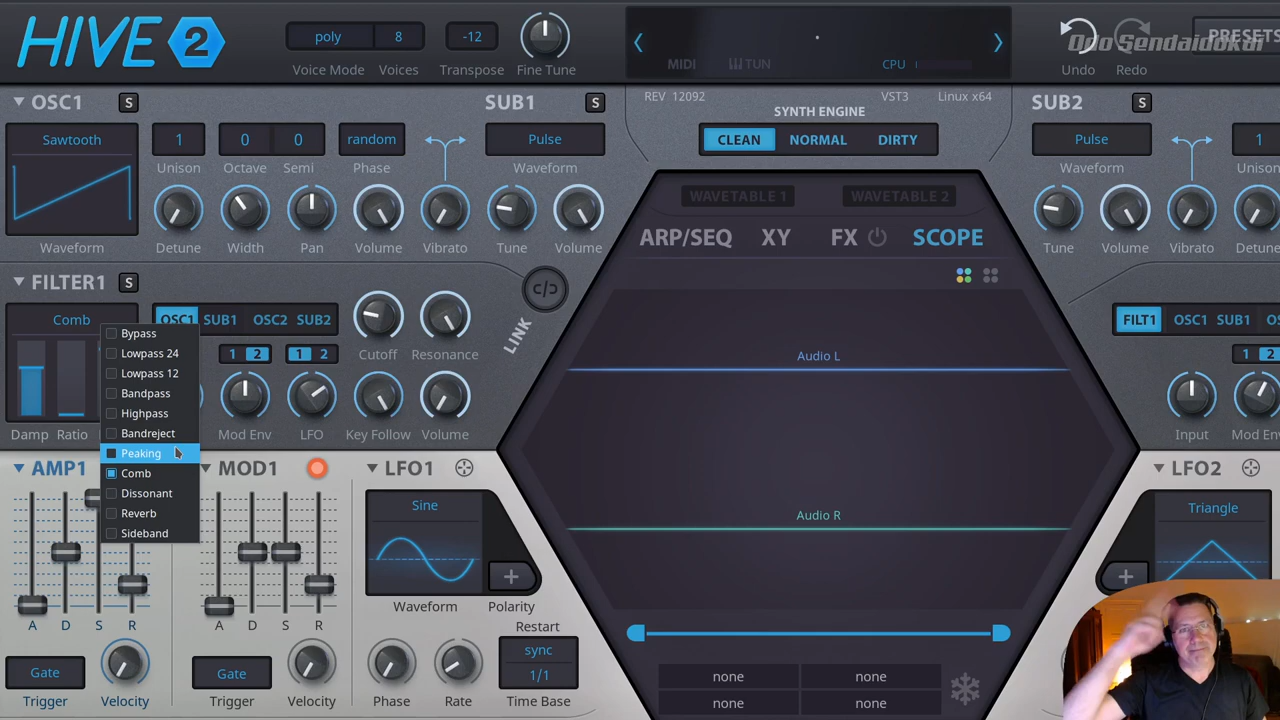 HIVE 2
poly 8 -12
Voice Mode Voices Transpose Fine Tune
MIDI TUN CPU
Undo Redo
PRESETS
Odo Sendaidokai
OSC1 S
Sawtooth
Waveform
1 0 0 random
Unison Octave Semi Phase
Detune Width Pan Volume Vibrato
SUB1 S
Pulse
Waveform
Tune Volume
REV 12092 VST3 Linux x64
SYNTH ENGINE
CLEAN NORMAL DIRTY
SUB2 S
Pulse 1
Waveform Unison
Tune Volume Vibrato Detune
WAVETABLE 1 WAVETABLE 2
ARP/SEQ XY FX SCOPE
Audio L
Audio R
none none
none none
FILTER1 S
Comb
Damp Ratio
OSC1 SUB1 OSC2 SUB2
1 2 1 2
Cutoff Resonance
Mod Env LFO Key Follow Volume
LINK
Bypass
Lowpass 24
Lowpass 12
Bandpass
Highpass
Bandreject
Peaking
Comb
Dissonant
Reverb
Sideband
FILT1 OSC1 SUB1
1 2
Input
AMP1
A D S R
Gate
Trigger Velocity
MOD1
A D S R
Gate
Trigger Velocity
LFO1
Sine
Waveform Polarity
Restart
sync
1/1
Phase Rate Time Base
LFO2
Triangle